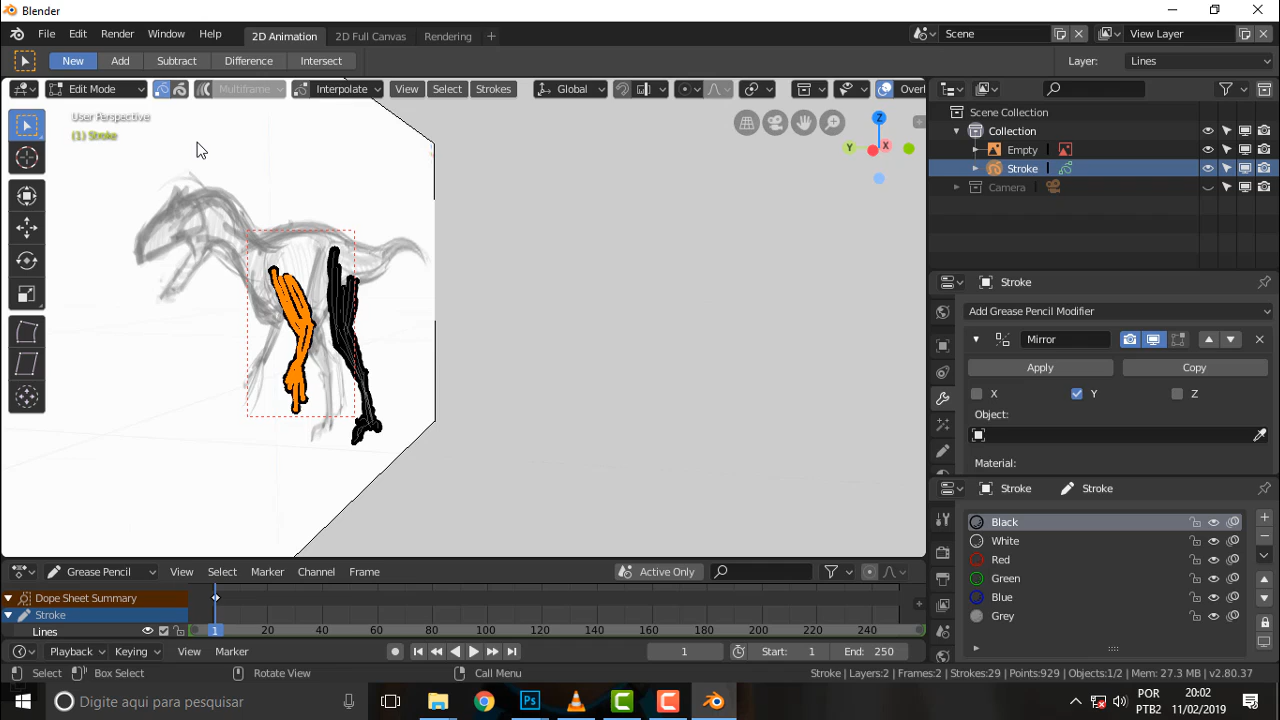 Blender
File Edit Render Window Help 2D Animation 2D Full Canvas Rendering + Scene View Layer
New Add Subtract Difference Intersect Layer: Lines
Edit Mode Multiframe Interpolate View Select Strokes Global Overl
User Perspective
(1) Stroke
Z
Y X
Scene Collection
Collection
Empty
Stroke
Camera
Stroke
Add Grease Pencil Modifier
Mirror
Apply Copy
X Y Z
Object:
Material:
Stroke Stroke
Black
White
Red
Green
Blue
Grey
Grease Pencil View Select Marker Channel Frame Active Only
Dope Sheet Summary
Stroke
Lines
1 20 40 60 80 100 120 140 160 180 200 220 240
Playback Keying View Marker 1 Start: 1 End: 250
Select Box Select Rotate View Call Menu Stroke | Layers:2 | Frames:2 | Strokes:29 | Points:929 | Objects:1/2 | Mem: 27.3 MB | v2.80.37
Digite aqui para pesquisar
Ps
POR
PTB2
20:02
11/02/2019